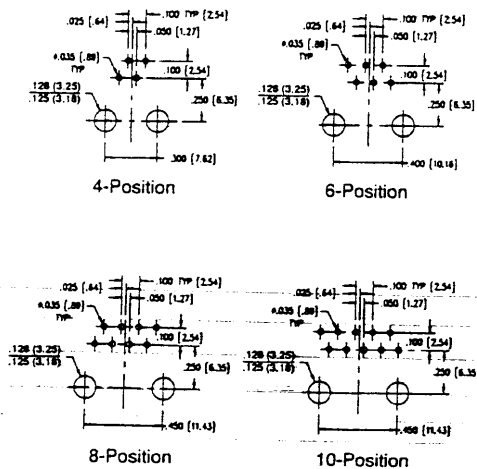 .100 TYP [2.54]
.025 [.64]
.050 [1.27]
ø.035 [.89]
TYP
.100 [2.54]
.128 (3.25)
.125 (3.18)
.250 [6.35]
.300 [7.62]
4-Position
.100 TYP [2.54]
.025 [.64]
.050 [1.27]
ø.035 [.89]
TYP
.100 [2.54]
.128 (3.25)
.125 (3.18)
.250 [6.35]
.400 [10.16]
6-Position
.100 TYP [2.54]
.025 [.64]
.050 [1.27]
ø.035 [.89]
TYP
.100 [2.54]
.128 (3.25)
.125 (3.18)
.250 [6.35]
.450 [11.43]
8-Position
.100 TYP [2.54]
.025 [.64]
.050 [1.27]
ø.035 [.89]
TYP
.100 [2.54]
.128 (3.25)
.125 (3.18)
.250 [6.35]
.450 [11.43]
10-Position